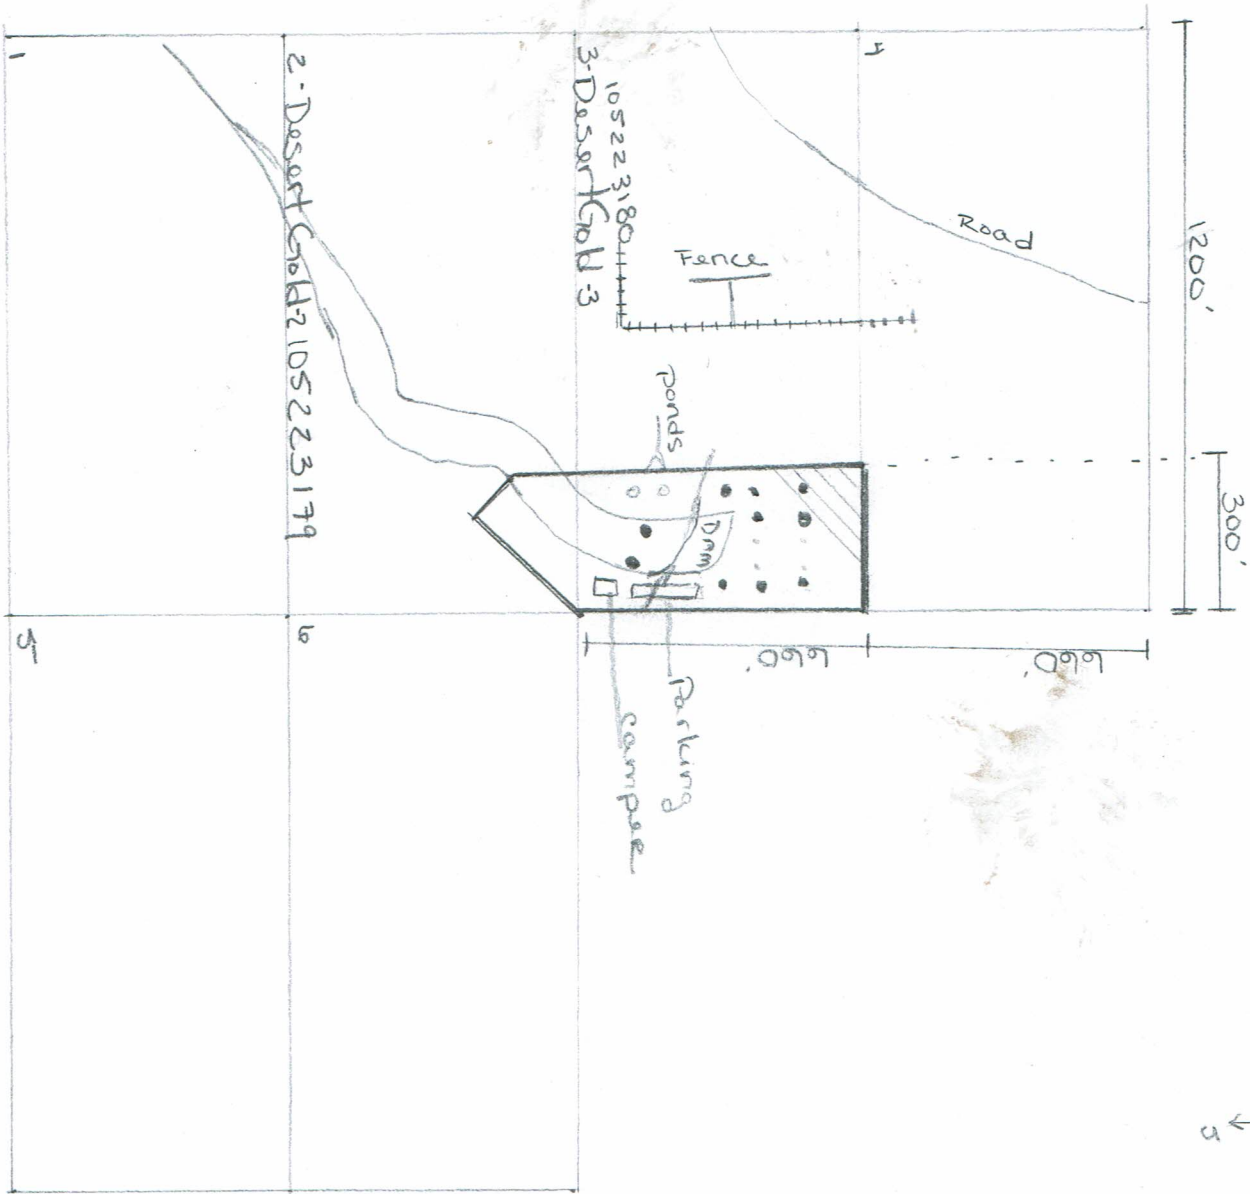 1
2-Desert Gold-2 105223179
3-Desert Gold-3
105223180
4
Road
1200'
Fence
Ponds
300'
Dam
660'
660'
5
6
Parking
camper